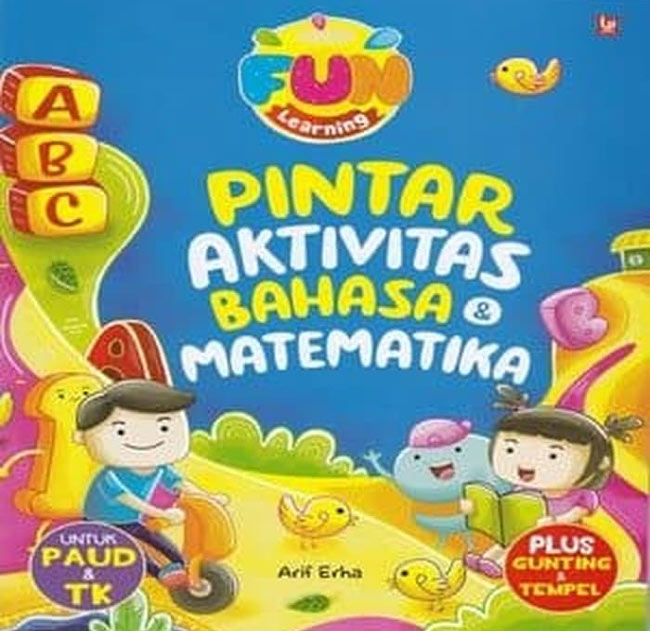 FUN
Learning
A
B
C
PINTAR
AKTIVITAS
BAHASA &
MATEMATIKA
B
UNTUK
PAUD
&
TK
Arif Erha
PLUS
GUNTING
&
TEMPEL